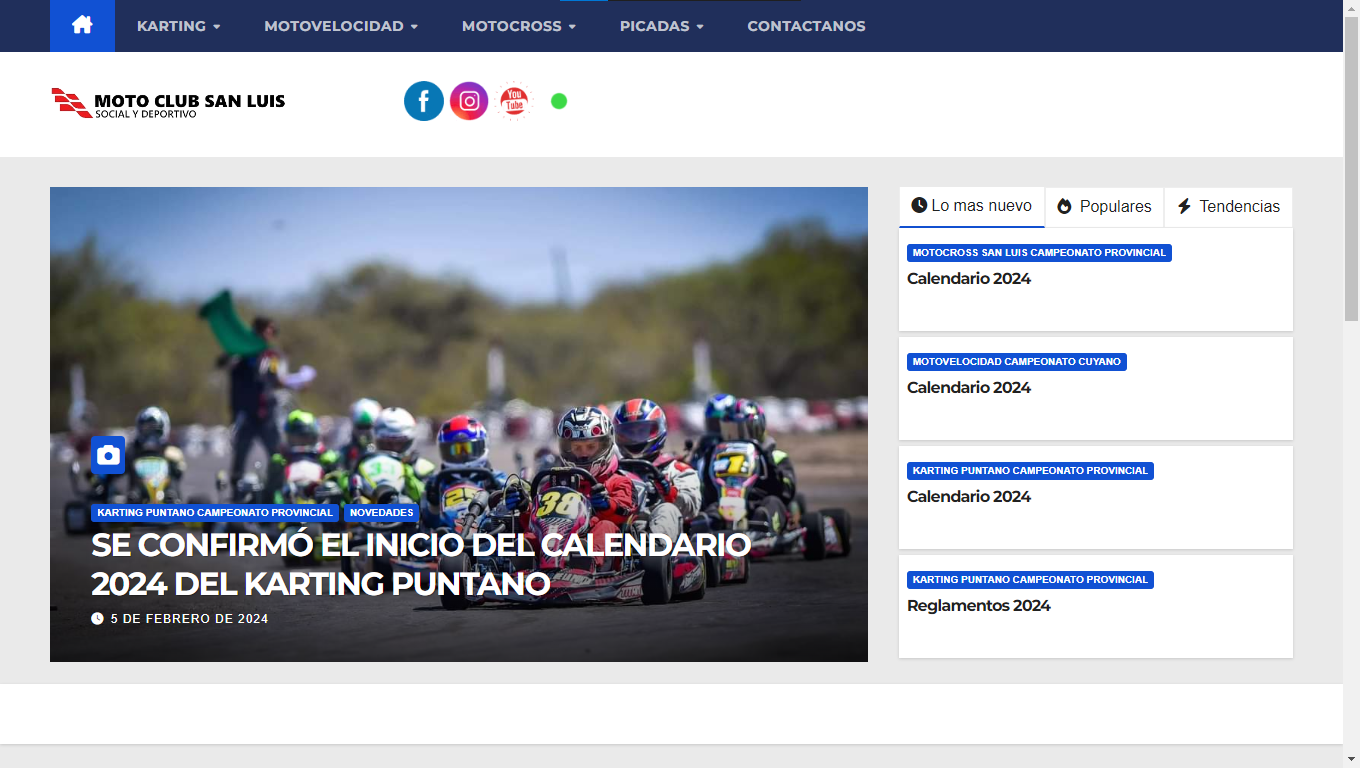 KARTING
MOTOVELOCIDAD
MOTOCROSS
PICADAS
CONTACTANOS
MOTO CLUB SAN LUIS
SOCIAL Y DEPORTIVO
You
Tube
Lo mas nuevo
Populares
Tendencias
MOTOCROSS SAN LUIS CAMPEONATO PROVINCIAL
Calendario 2024
MOTOVELOCIDAD CAMPEONATO CUYANO
Calendario 2024
KARTING PUNTANO CAMPEONATO PROVINCIAL
Calendario 2024
KARTING PUNTANO CAMPEONATO PROVINCIAL
Reglamentos 2024
25
38
1
KARTING PUNTANO CAMPEONATO PROVINCIAL
NOVEDADES
SE CONFIRMÓ EL INICIO DEL CALENDARIO
2024 DEL KARTING PUNTANO
5 DE FEBRERO DE 2024